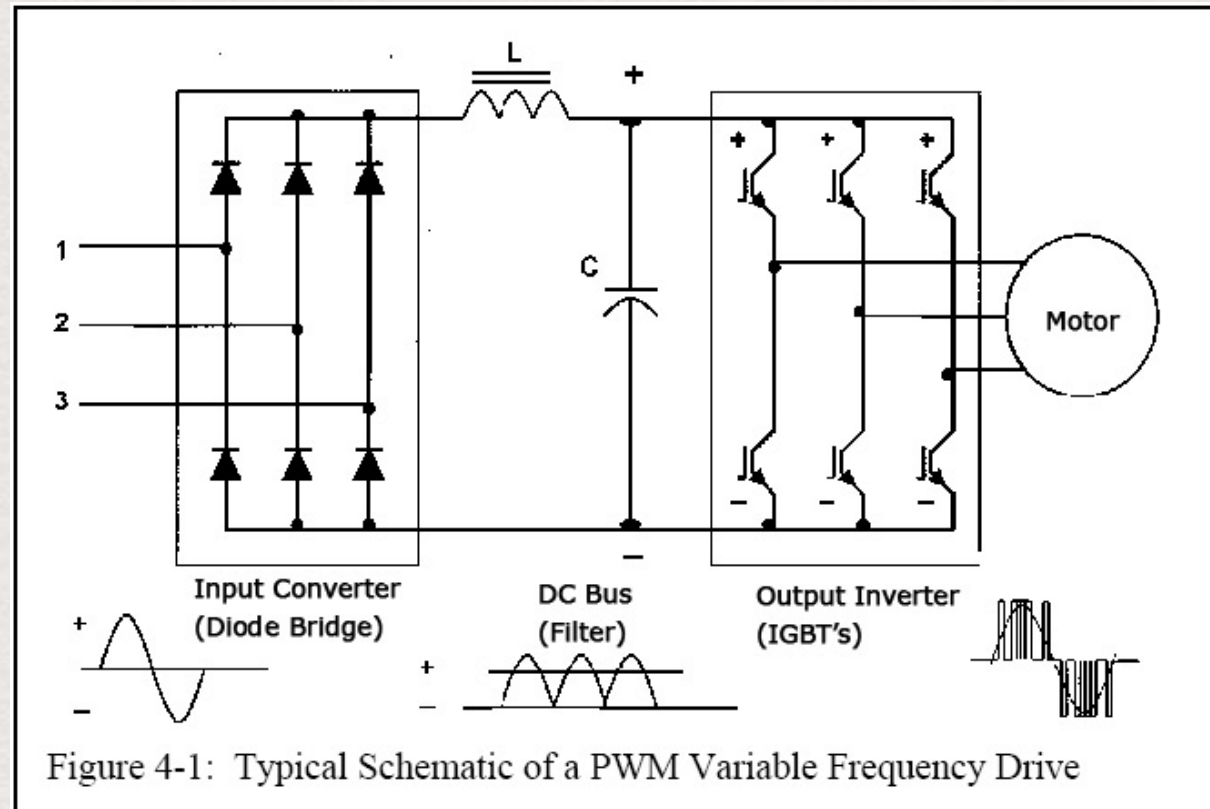 L
+
+
+
+
1
2
3
C
Motor
−
−
−
−
Input Converter
(Diode Bridge)
DC Bus
(Filter)
Output Inverter
(IGBT's)
+
−
+
−
Figure 4-1: Typical Schematic of a PWM Variable Frequency Drive